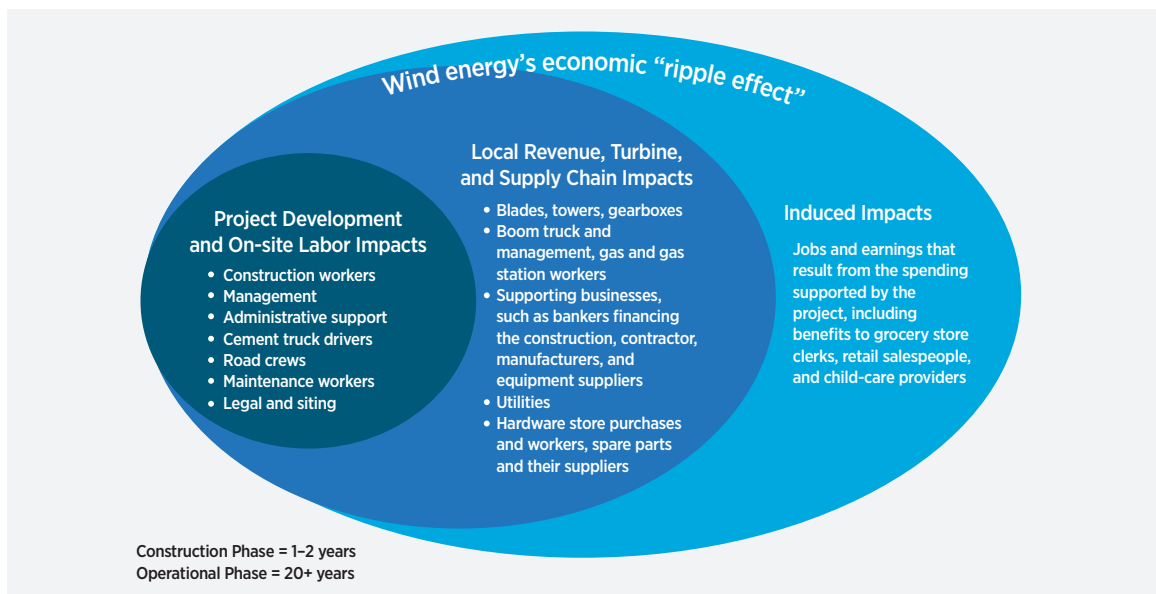 Wind energy’s economic “ripple effect”
Project Development
and On-site Labor Impacts
• Construction workers
• Management
• Administrative support
• Cement truck drivers
• Road crews
• Maintenance workers
• Legal and siting
Local Revenue, Turbine,
and Supply Chain Impacts
• Blades, towers, gearboxes
• Boom truck and
management, gas and gas
station workers
• Supporting businesses,
such as bankers financing
the construction, contractor,
manufacturers, and
equipment suppliers
• Utilities
• Hardware store purchases
and workers, spare parts
and their suppliers
Induced Impacts
Jobs and earnings that
result from the spending
supported by the
project, including
benefits to grocery store
clerks, retail salespeople,
and child-care providers
Construction Phase = 1–2 years
Operational Phase = 20+ years